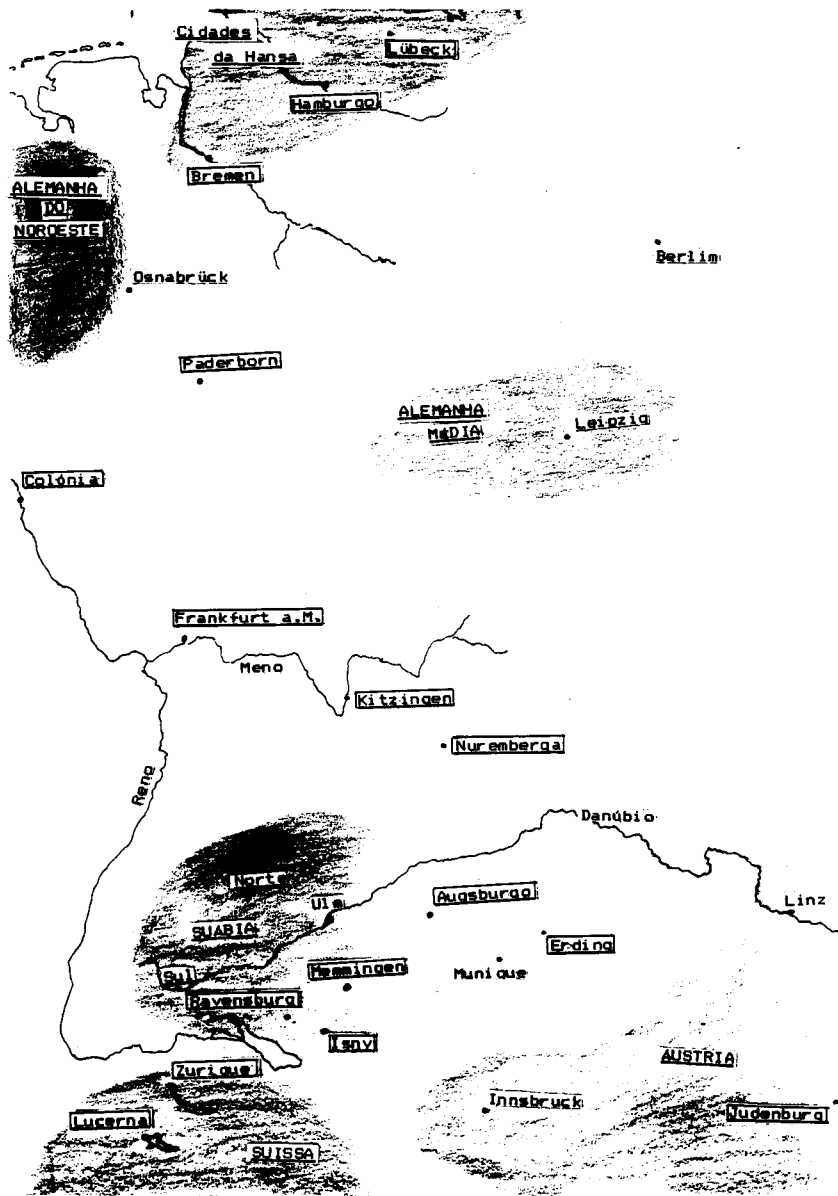 Cidades
da Hansa
Lübeck
Hamburgo
Bremen
ALEMANHA
DO
NOROESTE
Berlim
Osnabrück
Paderborn
ALEMANHA
MéDIA
Leipzig
Colónia
Frankfurt a.M.
Meno
Kitzingen
Nuremberga
Reno
Danúbio
Norte
Ulm
Augsburgo
Linz
SUABIA
Erding
Sul
Memmingen
Munique
Ravensburg
Isny
Zurique
AUSTRIA
Innsbruck
Judenburg
Lucerna
SUISSA